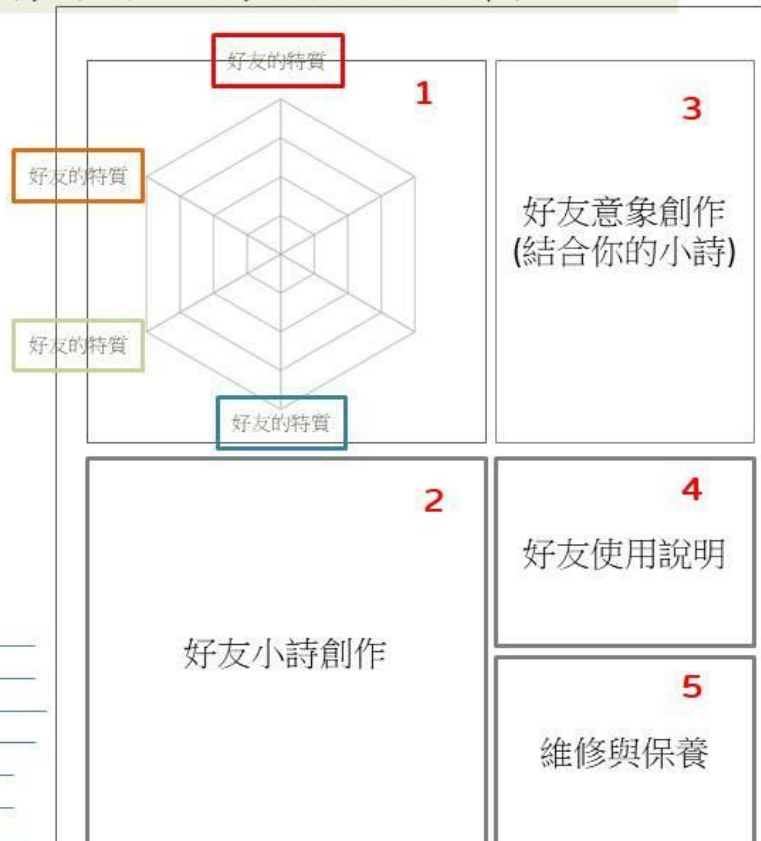 好友的特質
1
好友的特質
好友的特質
好友的特質
2
好友小詩創作
3
好友意象創作
(結合你的小詩)
4
好友使用說明
5
維修與保養